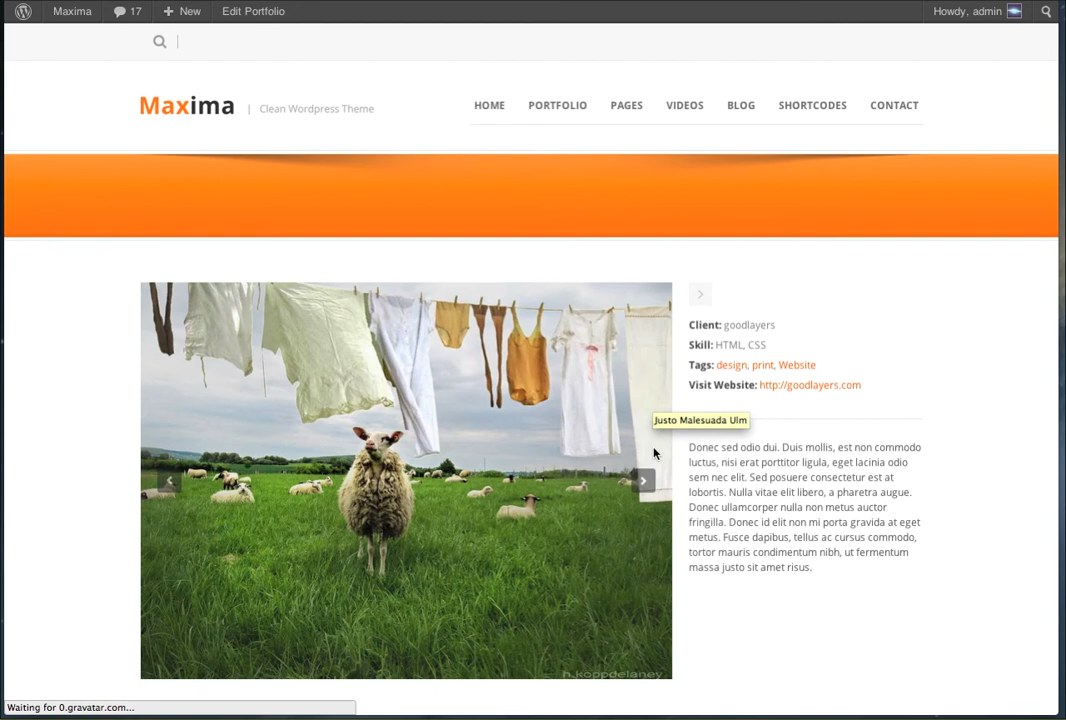 Maxima 17 New Edit Portfolio Howdy, admin
Maxima | Clean Wordpress Theme
HOME PORTFOLIO PAGES VIDEOS BLOG SHORTCODES CONTACT
Client: goodlayers
Skill: HTML, CSS
Tags: design, print, Website
Visit Website: http://goodlayers.com
Justo Malesuada Ulm
Donec sed odio dui. Duis mollis, est non commodo
luctus, nisi erat porttitor ligula, eget lacinia odio
sem nec elit. Sed posuere consectetur est at
lobortis. Nulla vitae elit libero, a pharetra augue.
Donec ullamcorper nulla non metus auctor
fringilla. Donec id elit non mi porta gravida at eget
metus. Fusce dapibus, tellus ac cursus commodo,
tortor mauris condimentum nibh, ut fermentum
massa justo sit amet risus.
h.koppdelaney
Waiting for 0.gravatar.com...